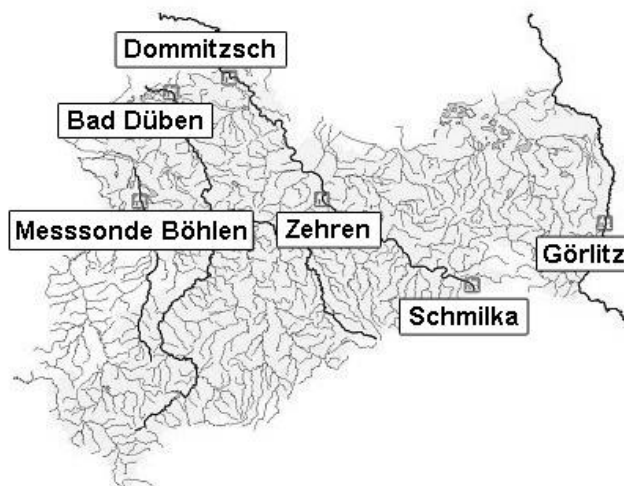 Dommitzsch
Bad Düben
Messsonde Böhlen
Zehren
Görlitz
Schmilka